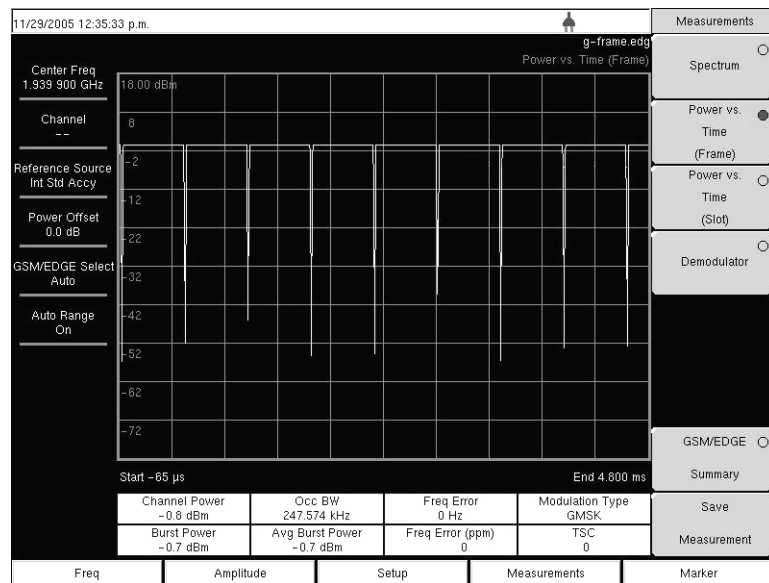 11/29/2005 12:35:33 p.m.
Measurements
g-frame.edg
Power vs. Time (Frame)
Center Freq
1.939 900 GHz
Channel
--
Reference Source
Int Std Accy
Power Offset
0.0 dB
GSM/EDGE Select
Auto
Auto Range
On
18.00 dBm
8
-2
-12
-22
-32
-42
-52
-62
-72
Start -65 µs
End 4.800 ms
Spectrum
Power vs.
Time
(Frame)
Power vs.
Time
(Slot)
Demodulator
GSM/EDGE
Summary
Save
Measurement
Channel Power
-0.8 dBm
Occ BW
247.574 kHz
Freq Error
0 Hz
Modulation Type
GMSK
Burst Power
-0.7 dBm
Avg Burst Power
-0.7 dBm
Freq Error (ppm)
0
TSC
0
Freq
Amplitude
Setup
Measurements
Marker